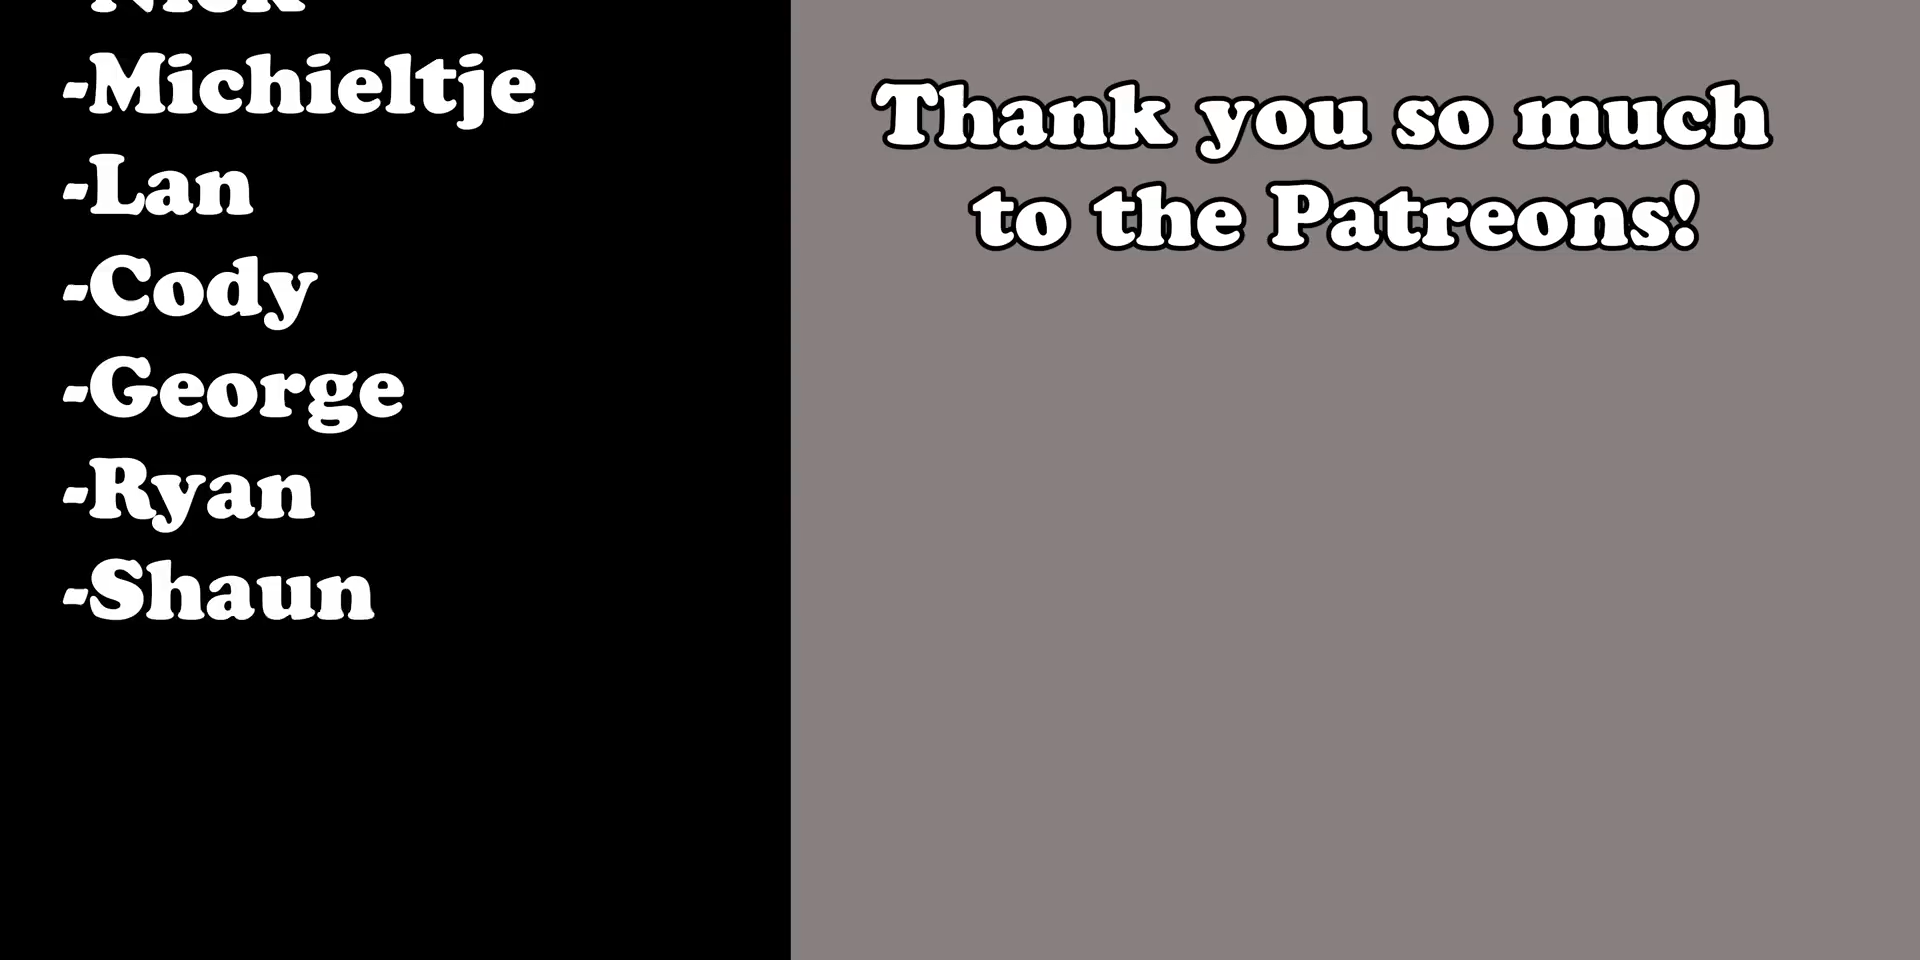 -Michieltje
-Lan
-Cody
-George
-Ryan
-Shaun
Thank you so much
to the Patreons!